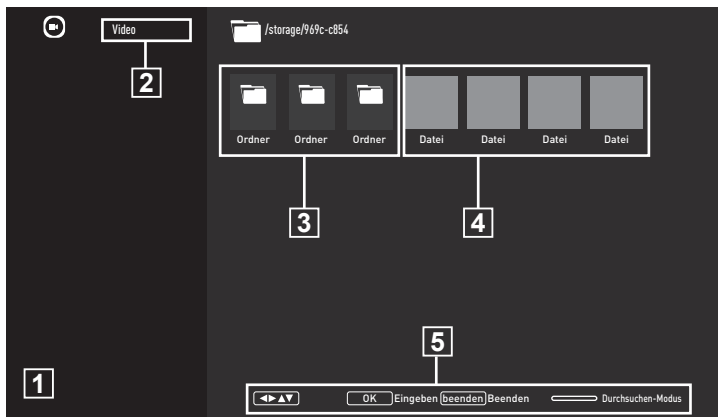 Video
/storage/969c-c854
2
Ordner Ordner Ordner Datei Datei Datei Datei
3 4
5
1
◄►▲▼ OK Eingeben beenden Beenden Durchsuchen-Modus